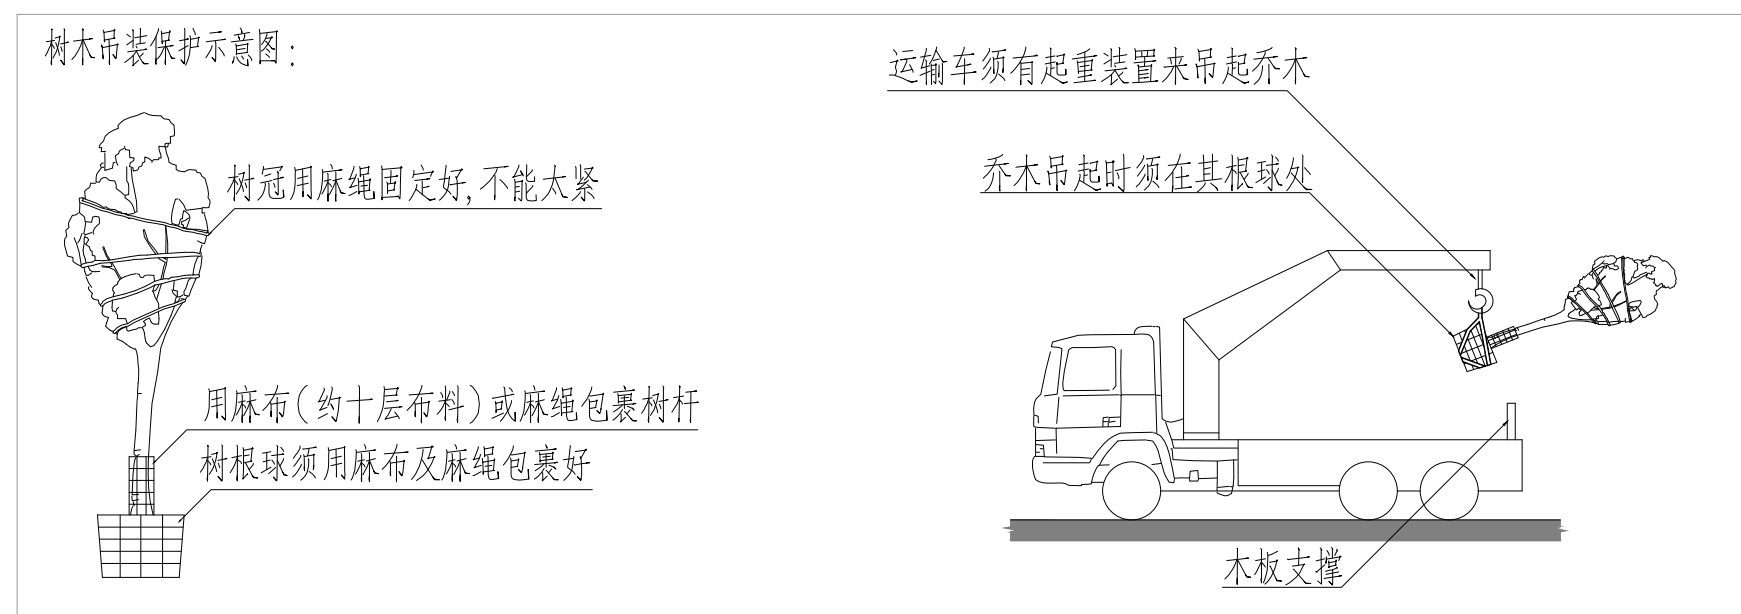 树木吊装保护示意图:
运输车须有起重装置来吊起乔木
树冠用麻绳固定好,不能太紧
乔木吊起时须在其根球处
用麻布(约十层布料)或麻绳包裹树杆
树根球须用麻布及麻绳包裹好
木板支撑